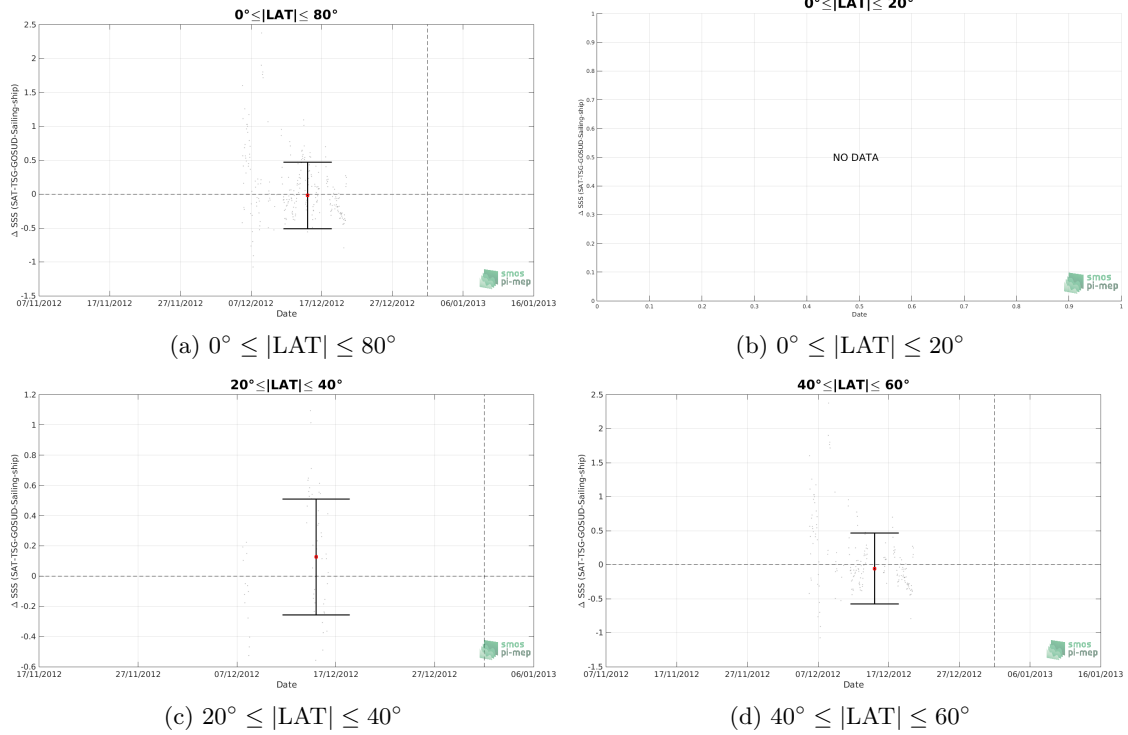 0°≤|LAT|≤ 80°
2.5
2
1.5
1
0.5
0
-0.5
-1
-1.5
Δ SSS (SAT-TSG-GOSUD-Sailing-ship)
07/11/2012 17/11/2012 27/11/2012 07/12/2012 17/12/2012 27/12/2012 06/01/2013 16/01/2013
Date
smos
pi-mep
(a) 0° ≤ |LAT| ≤ 80°
0°≤|LAT|≤ 20°
1
0.9
0.8
0.7
0.6
0.5
0.4
0.3
0.2
0.1
0
Δ SSS (SAT-TSG-GOSUD-Sailing-ship)
NO DATA
0 0.1 0.2 0.3 0.4 0.5 0.6 0.7 0.8 0.9 1
Date
smos
pi-mep
(b) 0° ≤ |LAT| ≤ 20°
20°≤|LAT|≤ 40°
1.2
1
0.8
0.6
0.4
0.2
0
-0.2
-0.4
-0.6
Δ SSS (SAT-TSG-GOSUD-Sailing-ship)
17/11/2012 27/11/2012 07/12/2012 17/12/2012 27/12/2012 06/01/2013
Date
smos
pi-mep
(c) 20° ≤ |LAT| ≤ 40°
40°≤|LAT|≤ 60°
2.5
2
1.5
1
0.5
0
-0.5
-1
-1.5
Δ SSS (SAT-TSG-GOSUD-Sailing-ship)
07/11/2012 17/11/2012 27/11/2012 07/12/2012 17/12/2012 27/12/2012 06/01/2013 16/01/2013
Date
smos
pi-mep
(d) 40° ≤ |LAT| ≤ 60°